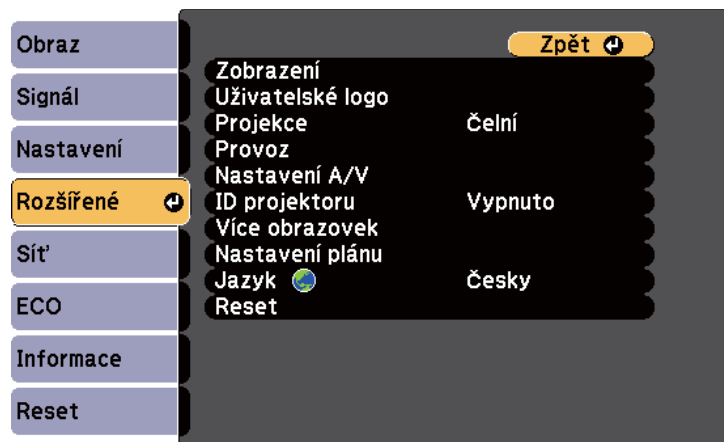 Obraz
Signál
Nastavení
Rozšířené
Síť
ECO
Informace
Reset
Zpět
Zobrazení
Uživatelské logo
Projekce Čelní
Provoz
Nastavení A/V
ID projektoru Vypnuto
Více obrazovek
Nastavení plánu
Jazyk Česky
Reset